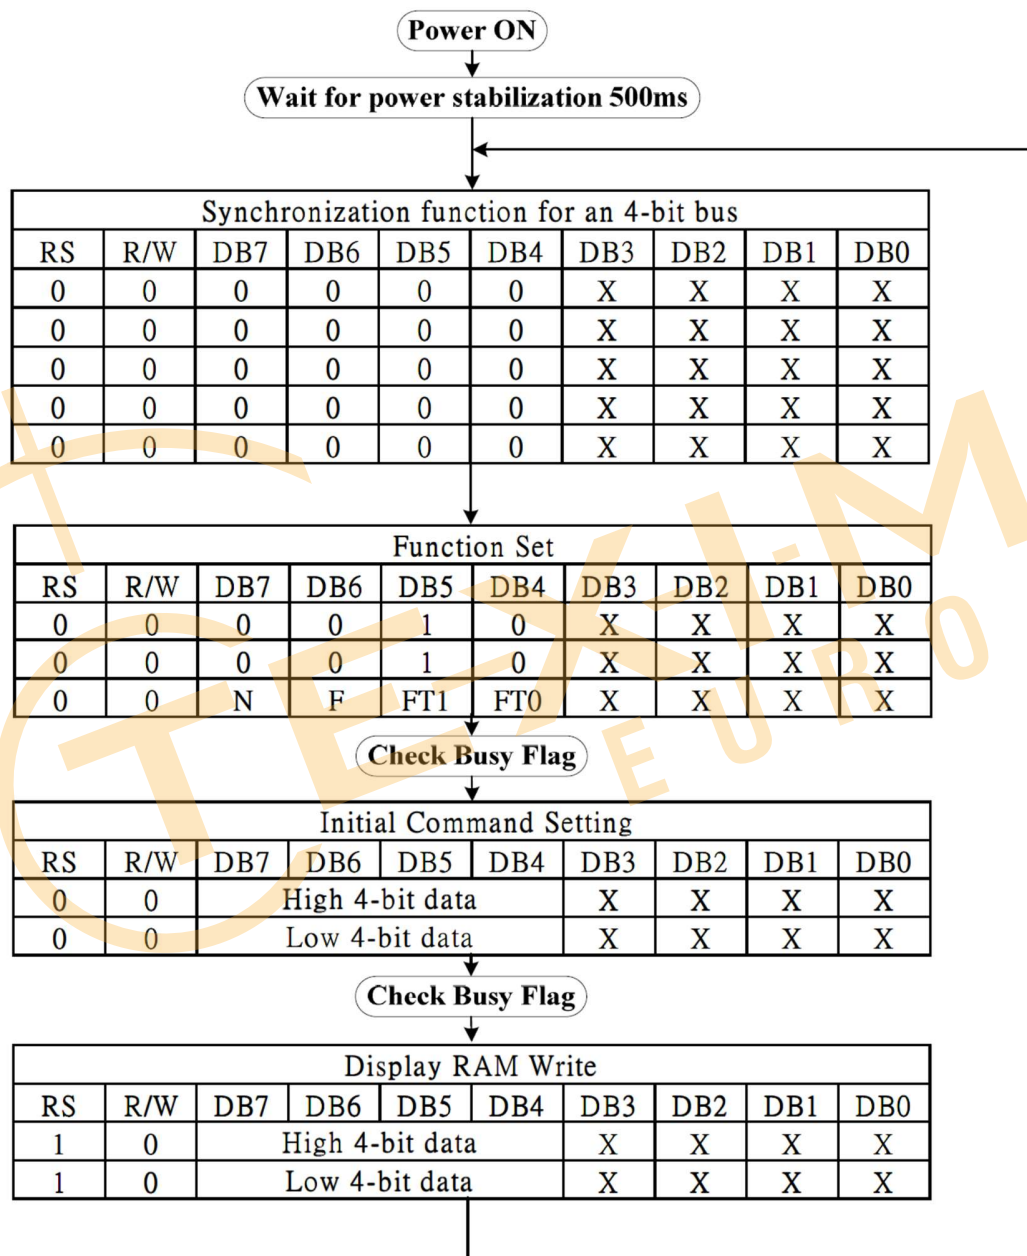 Power ON
Wait for power stabilization 500ms
Synchronization function for an 4-bit bus
RS R/W DB7 DB6 DB5 DB4 DB3 DB2 DB1 DB0
0 0 0 0 0 0 X X X X
0 0 0 0 0 0 X X X X
0 0 0 0 0 0 X X X X
0 0 0 0 0 0 X X X X
0 0 0 0 0 0 X X X X
Function Set
RS R/W DB7 DB6 DB5 DB4 DB3 DB2 DB1 DB0
0 0 0 0 1 0 X X X X
0 0 0 0 1 0 X X X X
0 0 N F FT1 FT0 X X X X
Check Busy Flag
Initial Command Setting
RS R/W DB7 DB6 DB5 DB4 DB3 DB2 DB1 DB0
0 0 High 4-bit data X X X X
0 0 Low 4-bit data X X X X
Check Busy Flag
Display RAM Write
RS R/W DB7 DB6 DB5 DB4 DB3 DB2 DB1 DB0
1 0 High 4-bit data X X X X
1 0 Low 4-bit data X X X X
TEXIM
EURO